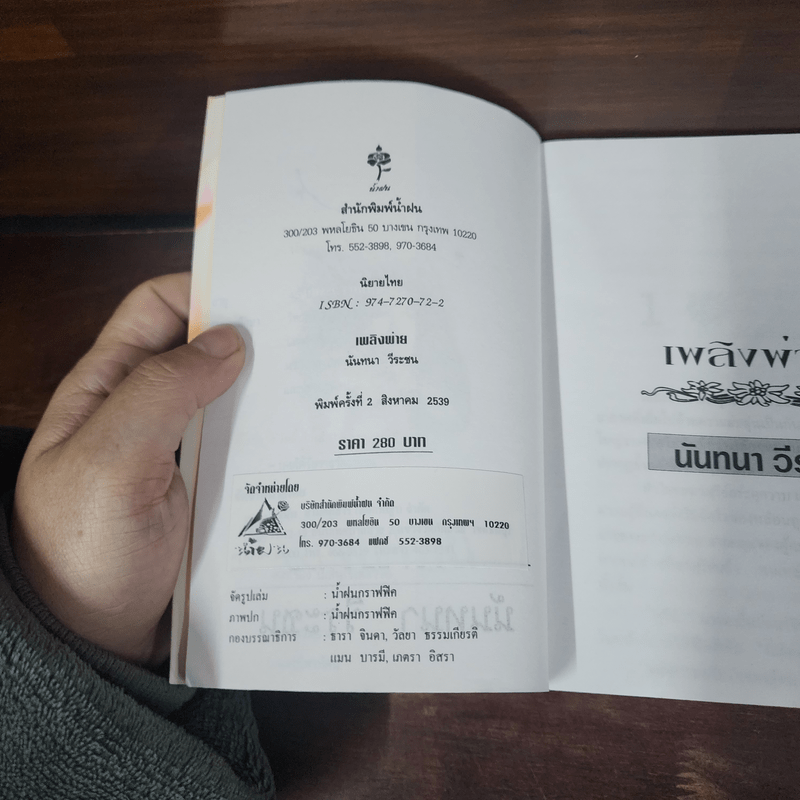 น้ำฝน
สำนักพิมพ์น้ำฝน
300/203 พหลโยธิน 50 บางเขน กรุงเทพ 10220
โทร. 552-3898, 970-3684
นิยายไทย
ISBN : 974-7270-72-2
เพลิงพ่าย
นันทนา วีระชน
พิมพ์ครั้งที่ 2 สิงหาคม 2539
ราคา 280 บาท
จัดจำหน่ายโดย
บริษัทสำนักพิมพ์น้ำฝน จำกัด
300/203 พหลโยธิน 50 บางเขน กรุงเทพฯ 10220
โทร. 970-3684 แฟกซ์ 552-3898
จัดรูปเล่ม : น้ำฝนกราฟฟิค
ภาพปก : น้ำฝนกราฟฟิค
กองบรรณาธิการ : ธารา จินดา, วัลยา ธรรมเกียรติ
แมน บารมี, เภตรา อิสรา
เพลิงพ่า
นันทนา วีร